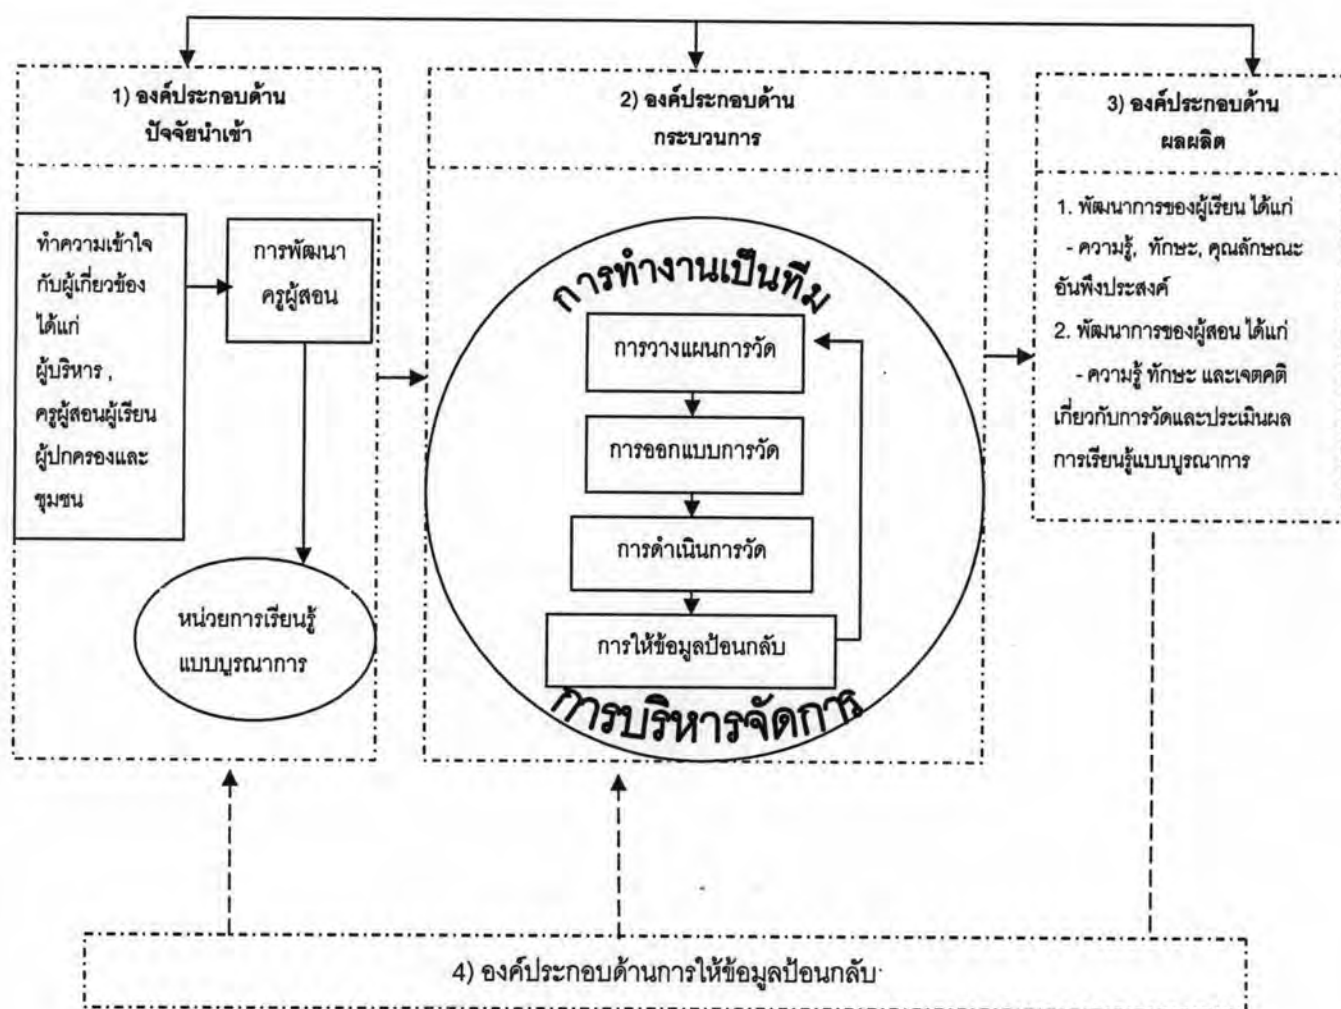 1) องค์ประกอบด้าน
ปัจจัยนำเข้า
ทำความเข้าใจ
กับผู้เกี่ยวข้อง
ได้แก่
ผู้บริหาร ,
ครูผู้สอนผู้เรียน
ผู้ปกครองและ
ชุมชน
การพัฒนา
ครูผู้สอน
หน่วยการเรียนรู้
แบบบูรณาการ
2) องค์ประกอบด้าน
กระบวนการ
การทำงานเป็นทีม
การวางแผนการวัด
การออกแบบการวัด
การดำเนินการวัด
การให้ข้อมูลป้อนกลับ
การบริหารจัดการ
3) องค์ประกอบด้าน
ผลผลิต
1. พัฒนาการของผู้เรียน ได้แก่
- ความรู้, ทักษะ, คุณลักษณะ
อันพึงประสงค์
2. พัฒนาการของผู้สอน ได้แก่
- ความรู้ ทักษะ และเจตคติ
เกี่ยวกับการวัดและประเมินผล
การเรียนรู้แบบบูรณาการ
4) องค์ประกอบด้านการให้ข้อมูลป้อนกลับ